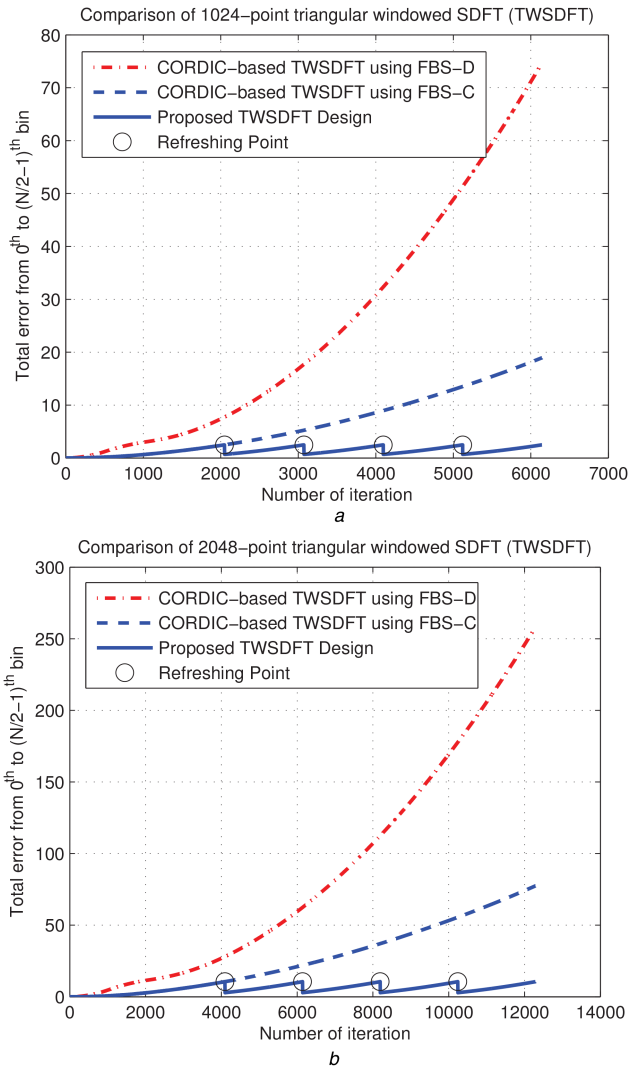 Comparison of 1024−point triangular windowed SDFT (TWSDFT)
80
70
60
50
40
30
20
10
0
Total error from 0th to (N/2−1)th bin
CORDIC−based TWSDFT using FBS−D
CORDIC−based TWSDFT using FBS−C
Proposed TWSDFT Design
Refreshing Point
0 1000 2000 3000 4000 5000 6000 7000
Number of iteration
a
Comparison of 2048−point triangular windowed SDFT (TWSDFT)
300
250
200
150
100
50
0
Total error from 0th to (N/2−1)th bin
CORDIC−based TWSDFT using FBS−D
CORDIC−based TWSDFT using FBS−C
Proposed TWSDFT Design
Refreshing Point
0 2000 4000 6000 8000 10000 12000 14000
Number of iteration
b